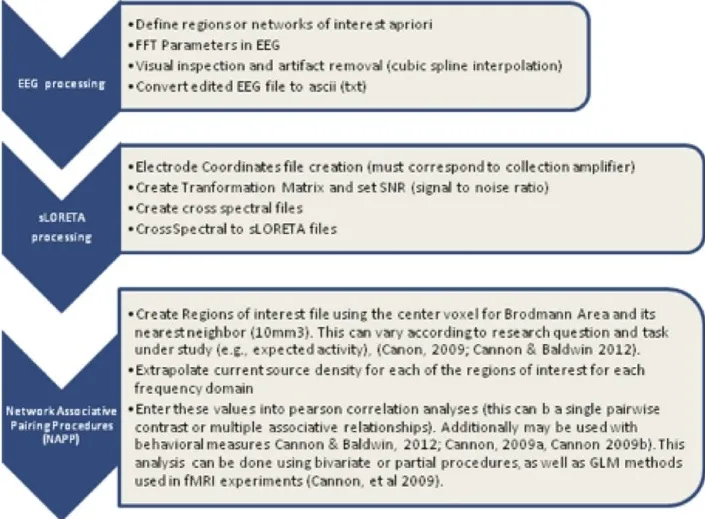 EEG processing
•Define regions or networks of interest apriori
•FFT Parameters in EEG
•Visual inspection and artifact removal (cubic spline interpolation)
•Convert edited EEG file to ascii (txt)
sLORETA
processing
•Electrode Coordinates file creation (must correspond to collection amplifier)
•Create Tranformation Matrix and set SNR (signal to noise ratio)
•Create cross spectral files
•CrossSpectral to sLORETA files
Network Associative
Pairing Procedures
(NAPP)
•Create Regions of interest file using the center voxel for Brodmann Area and its
nearest neighbor (10mm3). This can vary according to research question and task
under study (e.g., expected activity), (Canon, 2009; Cannon & Baldwin 2012).
•Extrapolate current source density for each of the regions of interest for each
frequency domain
•Enter these values into pearson correlation analyses (this can b a single pairwise
contrast or multiple associative relationships). Additionally may be used with
behavioral measures Cannon & Baldwin, 2012; Cannon, 2009a, Cannon 2009b). This
analysis can be done using bivariate or partial procedures, as well as GLM methods
used in fMRI experiments (Cannon, et al 2009).